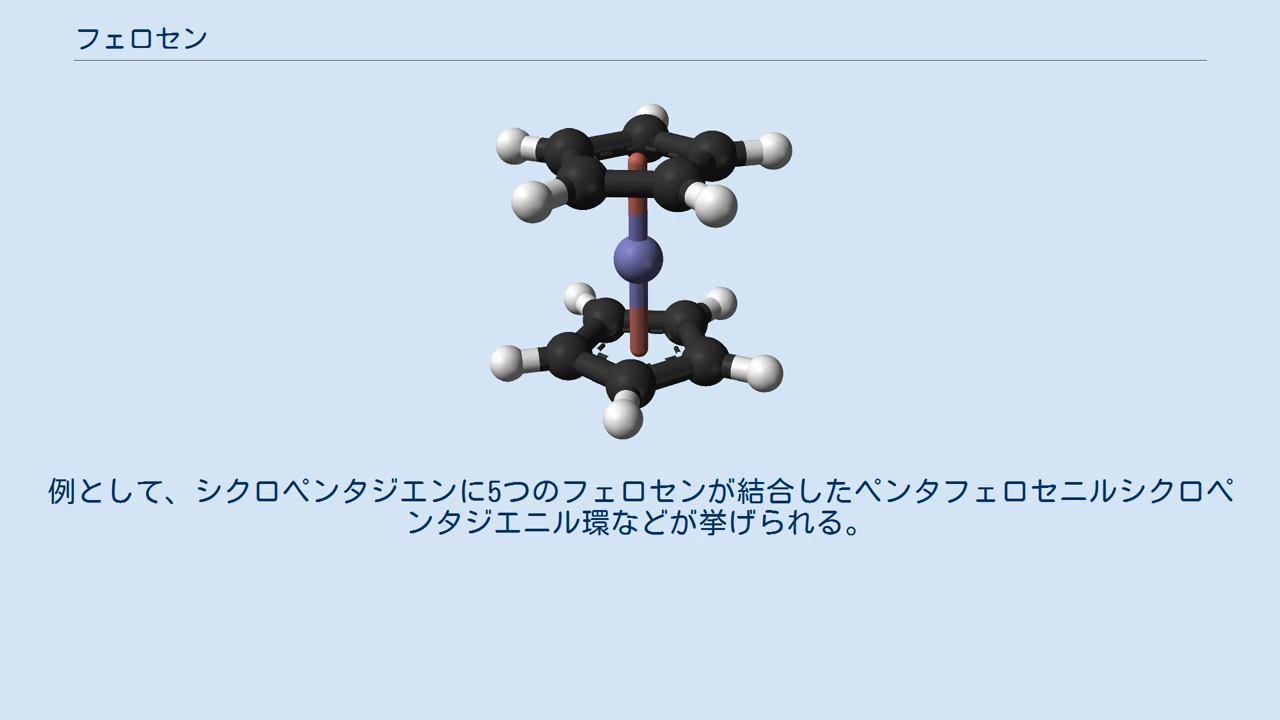 フェロセン
例として、シクロペンタジエンに5つのフェロセンが結合したペンタフェロセニルシクロペ
ンタジエニル環などが挙げられる。